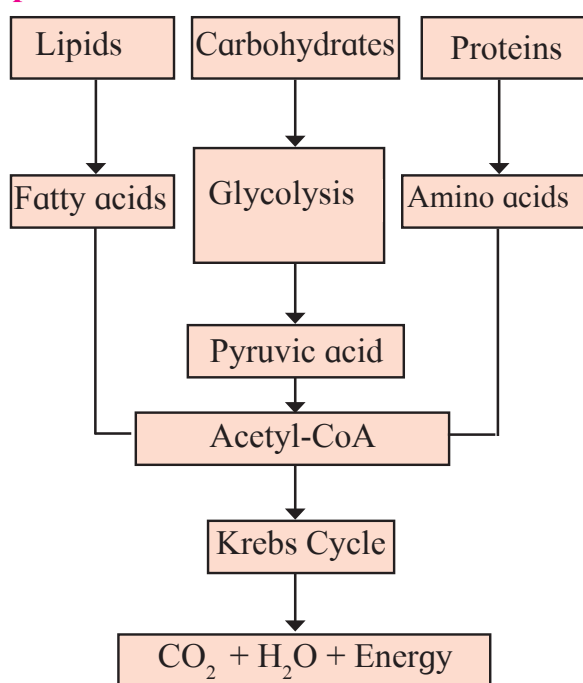 Lipids
Carbohydrates
Proteins
Fatty acids
Glycolysis
Amino acids
Pyruvic acid
Acetyl-CoA
Krebs Cycle
CO₂ + H₂O + Energy